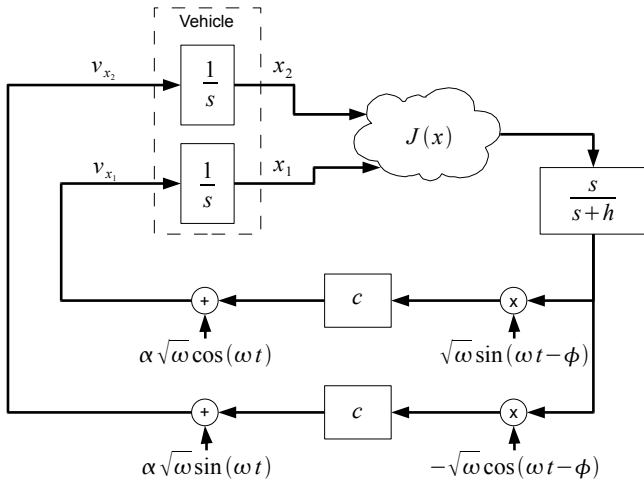 Vehicle
v_{x_2}
1/s
x_2
J(x)
v_{x_1}
1/s
x_1
s/(s+h)
+
c
x
α√ω cos(ωt)
√ω sin(ωt−ϕ)
+
c
x
α√ω sin(ωt)
−√ω cos(ωt−ϕ)